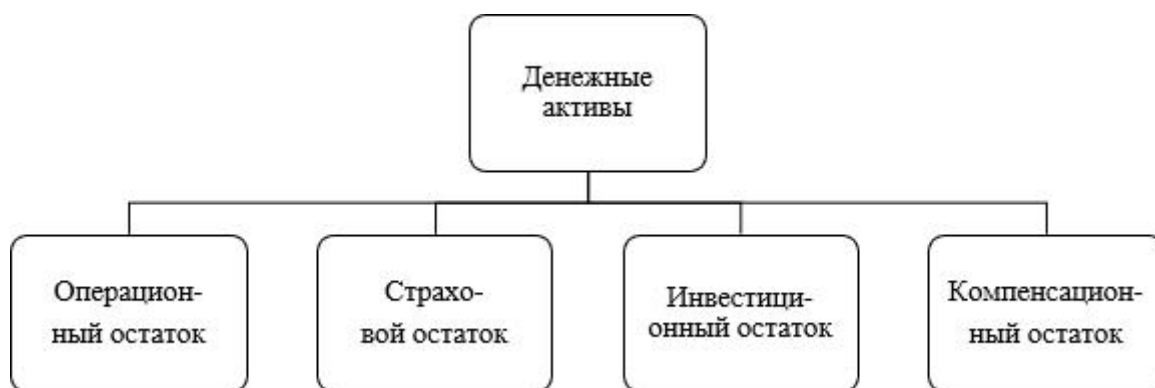 Денежные
активы
Операцион-
ный остаток
Страхо-
вой остаток
Инвестици-
онный остаток
Компенсацион-
ный остаток